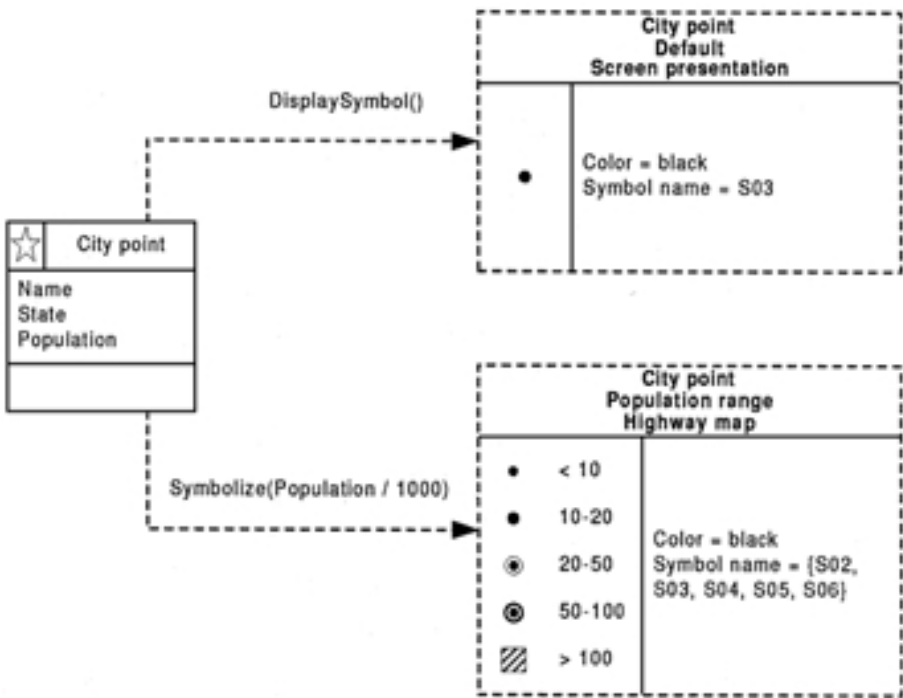 City point
Default
Screen presentation
DisplaySymbol()
Color = black
Symbol name = S03
City point
Name
State
Population
City point
Population range
Highway map
Symbolize(Population / 1000)
< 10
10-20
20-50
50-100
> 100
Color = black
Symbol name = {S02,
S03, S04, S05, S06}